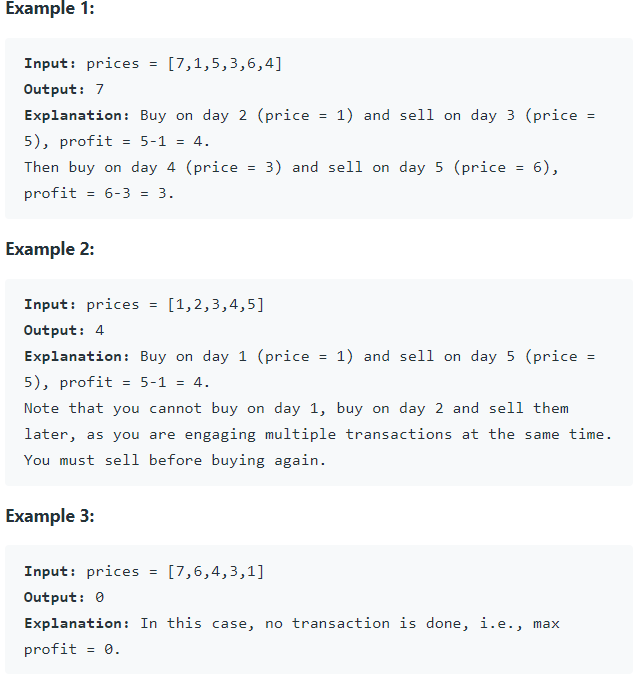 Example 1:
Input: prices = [7,1,5,3,6,4]
Output: 7
Explanation: Buy on day 2 (price = 1) and sell on day 3 (price =
5), profit = 5-1 = 4.
Then buy on day 4 (price = 3) and sell on day 5 (price = 6),
profit = 6-3 = 3.
Example 2:
Input: prices = [1,2,3,4,5]
Output: 4
Explanation: Buy on day 1 (price = 1) and sell on day 5 (price =
5), profit = 5-1 = 4.
Note that you cannot buy on day 1, buy on day 2 and sell them
later, as you are engaging multiple transactions at the same time.
You must sell before buying again.
Example 3:
Input: prices = [7,6,4,3,1]
Output: 0
Explanation: In this case, no transaction is done, i.e., max
profit = 0.